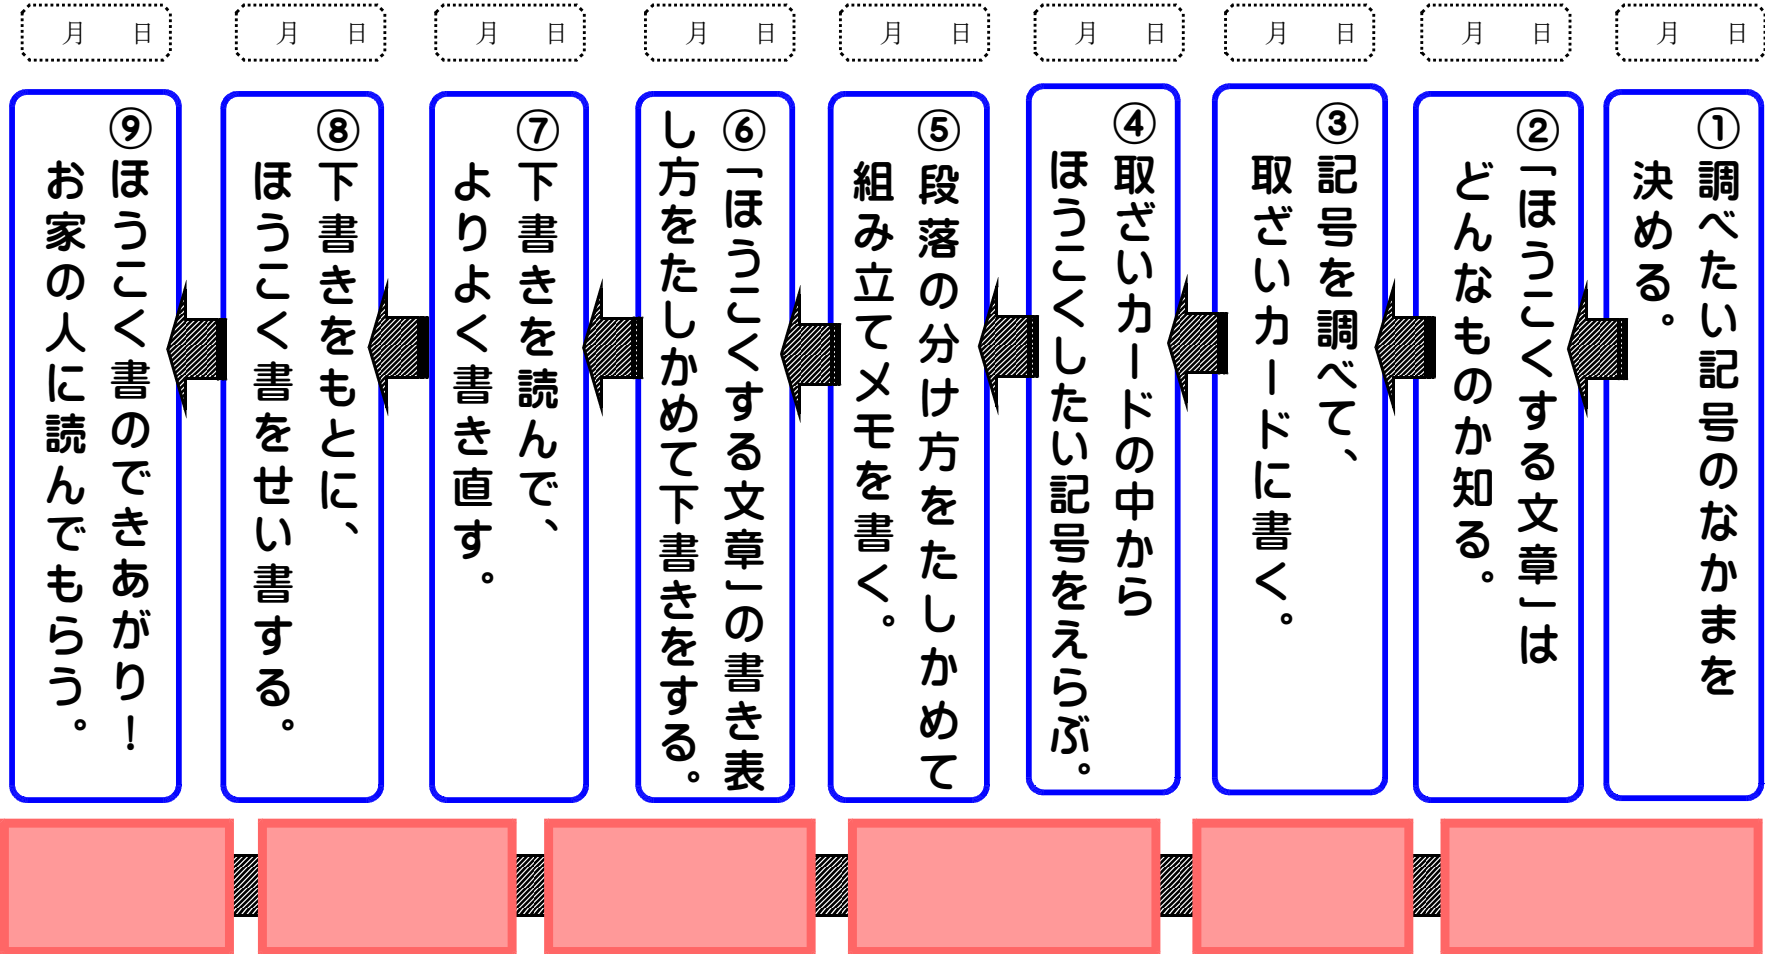 月　日
月　日
月　日
月　日
月　日
月　日
月　日
月　日
月　日
①調べたい記号のなかまを
決める。
②「ほうこくする文章」は
どんなものか知る。
③記号を調べて、
取ざいカードに書く。
④取ざいカードの中から
ほうこくしたい記号をえらぶ。
⑤段落の分け方をたしかめて
組み立てメモを書く。
⑥「ほうこくする文章」の書き表
し方をたしかめて下書きをする。
⑦下書きを読んで、
よりよく書き直す。
⑧下書きをもとに、
ほうこく書をせい書する。
⑨ほうこく書のできあがり！
お家の人に読んでもらう。